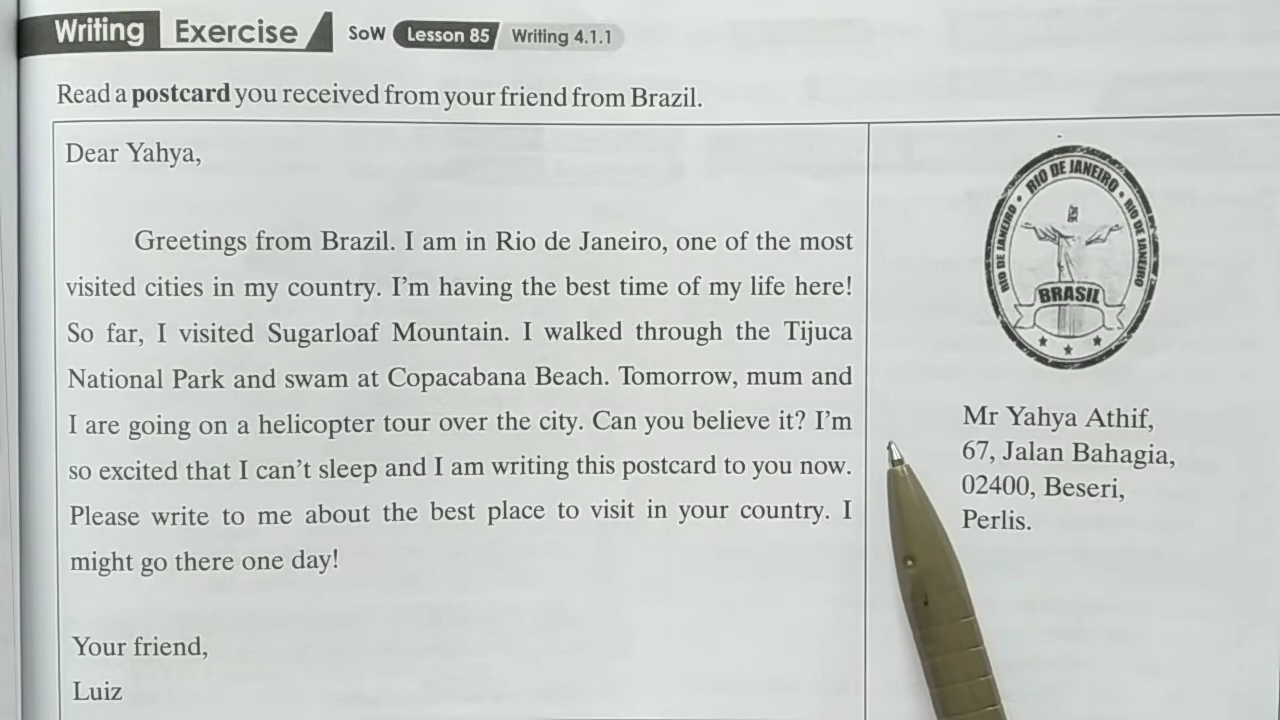 Writing Exercise SoW Lesson 85 Writing 4.1.1
Read a postcard you received from your friend from Brazil.
Dear Yahya,
Greetings from Brazil. I am in Rio de Janeiro, one of the most
visited cities in my country. I'm having the best time of my life here!
So far, I visited Sugarloaf Mountain. I walked through the Tijuca
National Park and swam at Copacabana Beach. Tomorrow, mum and
I are going on a helicopter tour over the city. Can you believe it? I'm
so excited that I can't sleep and I am writing this postcard to you now.
Please write to me about the best place to visit in your country. I
might go there one day!
Your friend,
Luiz
RIO DE JANEIRO • RIO DE JANEIRO • RIO DE JANEIRO
BRASIL
Mr Yahya Athif,
67, Jalan Bahagia,
02400, Beseri,
Perlis.